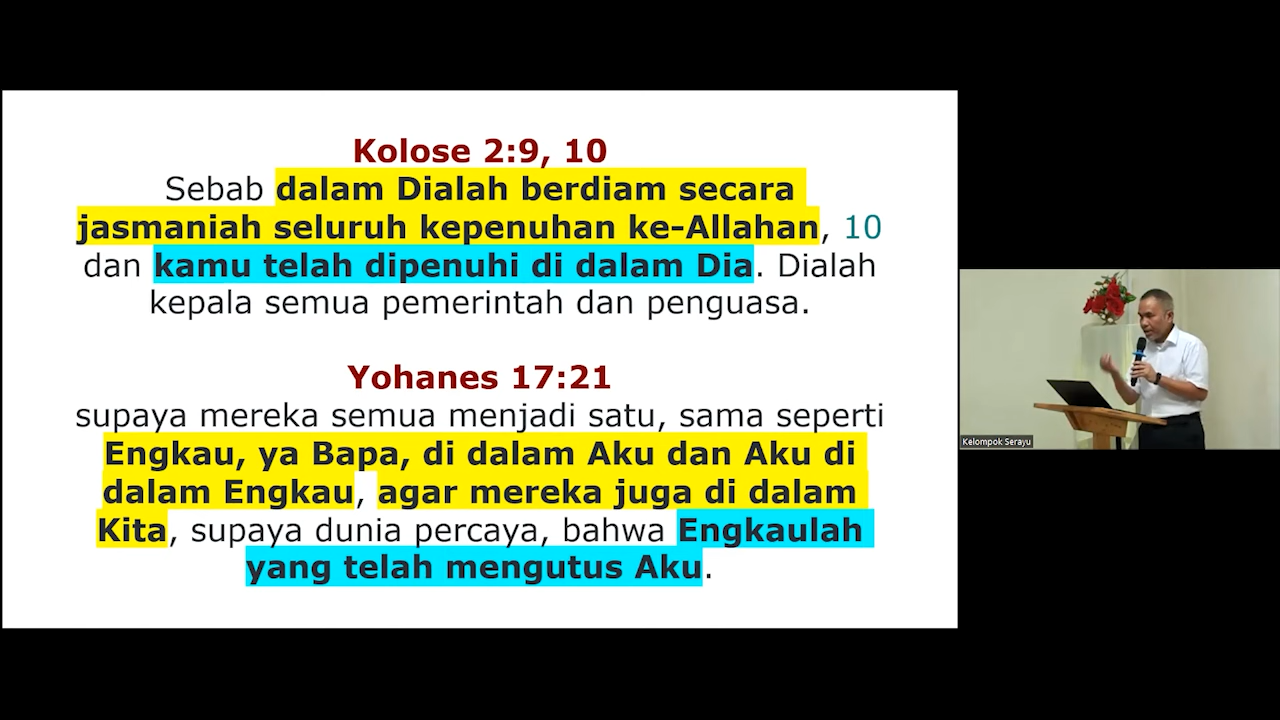 Kolose 2:9, 10
Sebab dalam Dialah berdiam secara
jasmaniah seluruh kepenuhan ke-Allahan, 10
dan kamu telah dipenuhi di dalam Dia. Dialah
kepala semua pemerintah dan penguasa.
Yohanes 17:21
supaya mereka semua menjadi satu, sama seperti
Engkau, ya Bapa, di dalam Aku dan Aku di
dalam Engkau, agar mereka juga di dalam
Kita, supaya dunia percaya, bahwa Engkaulah
yang telah mengutus Aku.
Kelompok Serayu